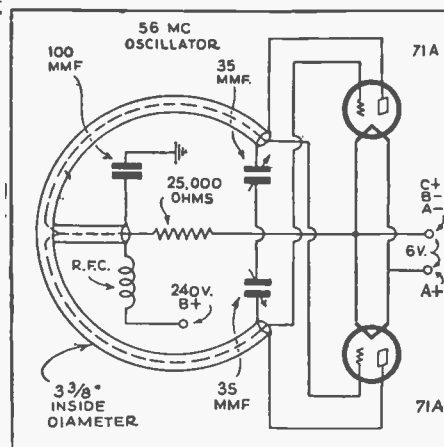 56 MC
OSCILLATOR
100
MMF
35
MMF.
71A
25,000
OHMS
C+
B-
A-
6V.
A+
R.F.C.
240V.
B+
3 3/8"
INSIDE
DIAMETER
35
MMF
71A